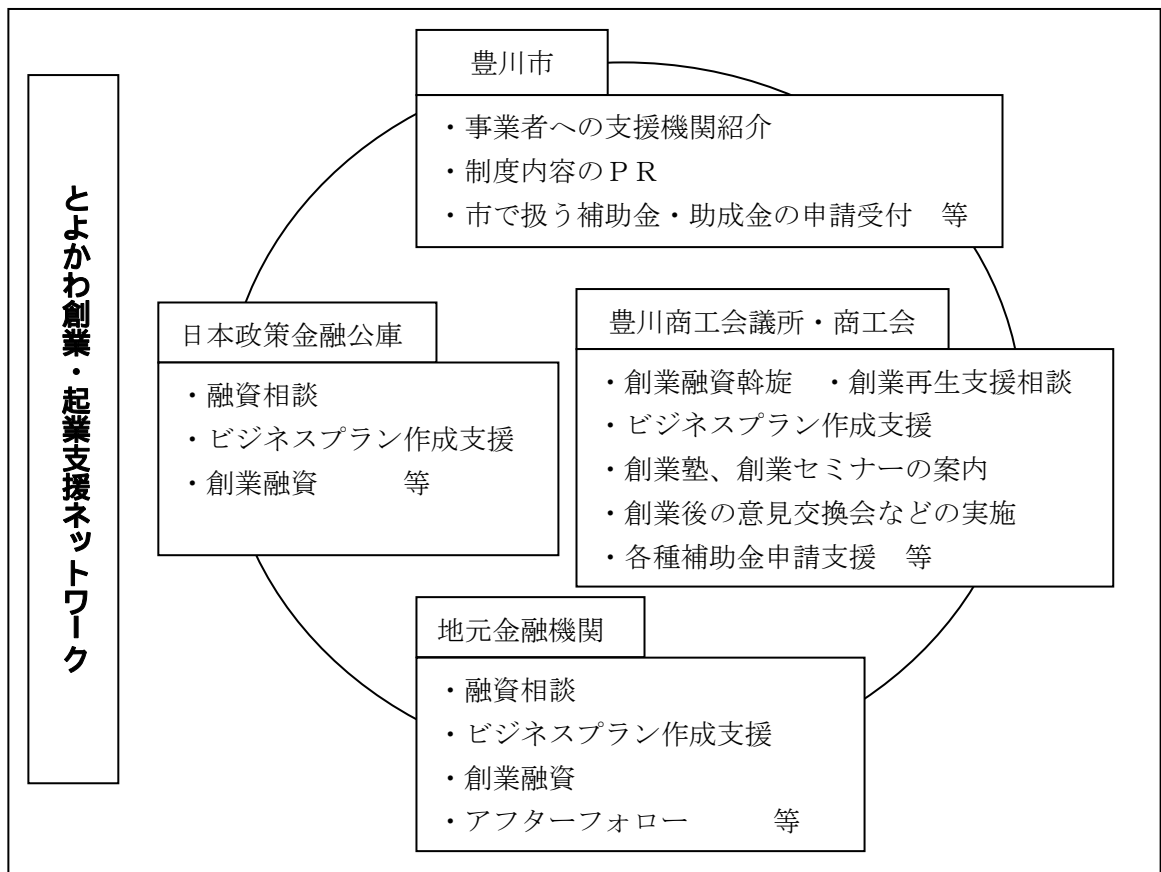 とよかわ創業・起業支援ネットワーク
豊川市
・事業者への支援機関紹介
・制度内容のＰＲ
・市で扱う補助金・助成金の申請受付　等
日本政策金融公庫
・融資相談
・ビジネスプラン作成支援
・創業融資　　　等
豊川商工会議所・商工会
・創業融資斡旋　・創業再生支援相談
・ビジネスプラン作成支援
・創業塾、創業セミナーの案内
・創業後の意見交換会などの実施
・各種補助金申請支援　等
地元金融機関
・融資相談
・ビジネスプラン作成支援
・創業融資
・アフターフォロー　　　等